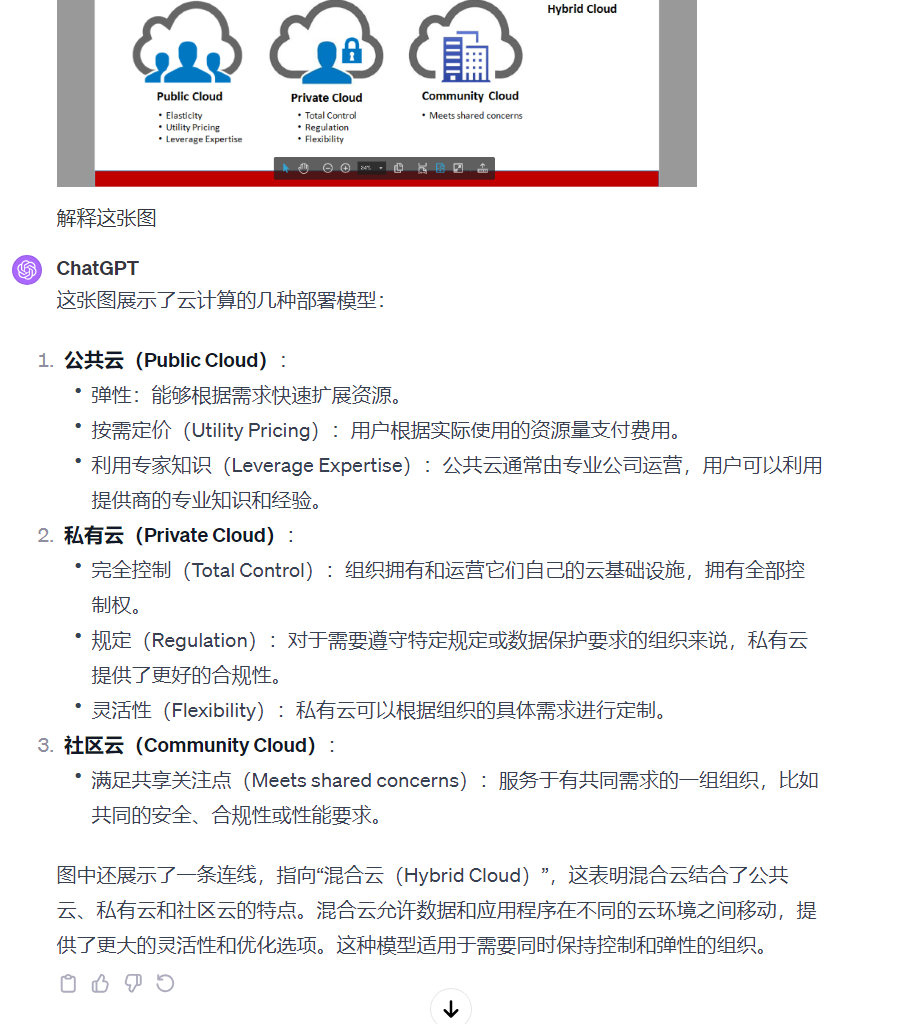 Hybrid Cloud
Public Cloud
• Elasticity
• Utility Pricing
• Leverage Expertise
Private Cloud
• Total Control
• Regulation
• Flexibility
Community Cloud
• Meets shared concerns
解释这张图
ChatGPT
这张图展示了云计算的几种部署模型：
1. 公共云（Public Cloud）：
• 弹性：能够根据需求快速扩展资源。
• 按需定价（Utility Pricing）：用户根据实际使用的资源量支付费用。
• 利用专家知识（Leverage Expertise）：公共云通常由专业公司运营，用户可以利用
提供商的专业知识和经验。
2. 私有云（Private Cloud）：
• 完全控制（Total Control）：组织拥有和运营它们自己的云基础设施，拥有全部控
制权。
• 规定（Regulation）：对于需要遵守特定规定或数据保护要求的组织来说，私有云
提供了更好的合规性。
• 灵活性（Flexibility）：私有云可以根据组织的具体需求进行定制。
3. 社区云（Community Cloud）：
• 满足共享关注点（Meets shared concerns）：服务于有共同需求的一组组织，比如
共同的安全、合规性或性能要求。
图中还展示了一条连线，指向“混合云（Hybrid Cloud）”，这表明混合云结合了公共
云、私有云和社区云的特点。混合云允许数据和应用程序在不同的云环境之间移动，提
供了更大的灵活性和优化选项。这种模型适用于需要同时保持控制和弹性的组织。